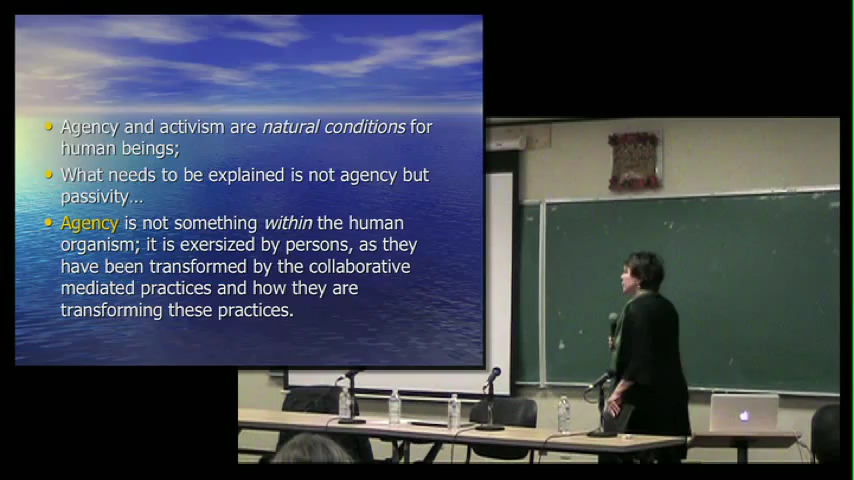 Agency and activism are natural conditions for
human beings;
What needs to be explained is not agency but
passivity...
Agency is not something within the human
organism; it is exersized by persons, as they
have been transformed by the collaborative
mediated practices and how they are
transforming these practices.